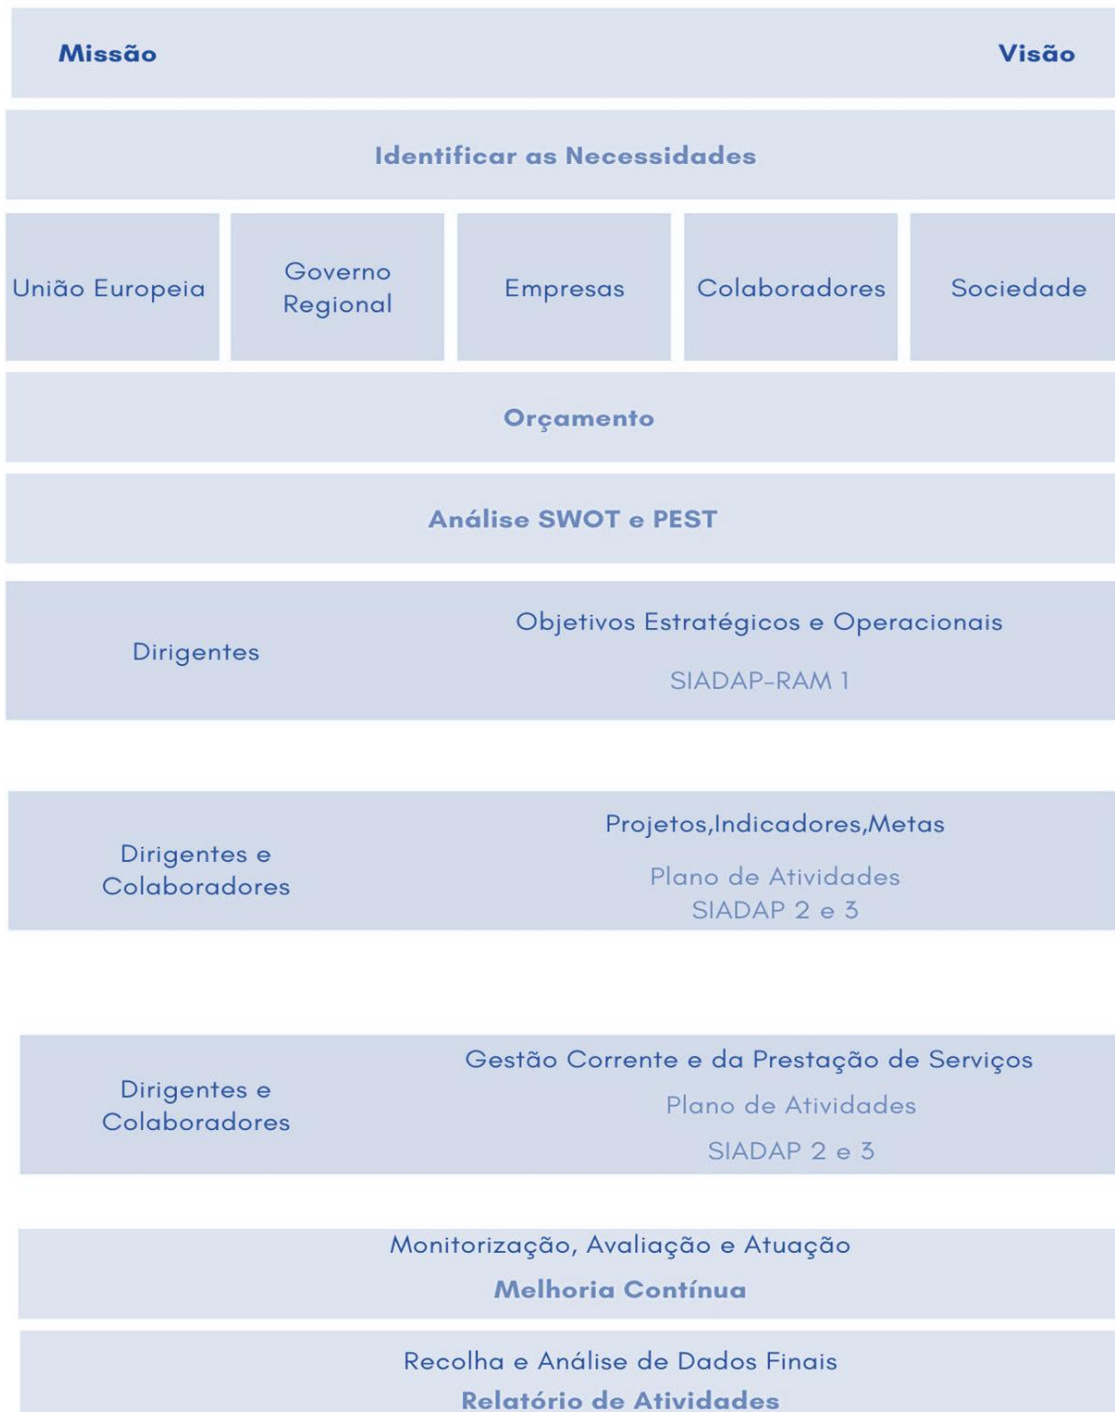 Missão Visão
Identificar as Necessidades
União Europeia
Governo
Regional
Empresas
Colaboradores
Sociedade
Orçamento
Análise SWOT e PEST
Dirigentes
Objetivos Estratégicos e Operacionais
SIADAP-RAM 1
Dirigentes e
Colaboradores
Projetos,Indicadores,Metas
Plano de Atividades
SIADAP 2 e 3
Dirigentes e
Colaboradores
Gestão Corrente e da Prestação de Serviços
Plano de Atividades
SIADAP 2 e 3
Monitorização, Avaliação e Atuação
Melhoria Contínua
Recolha e Análise de Dados Finais
Relatório de Atividades